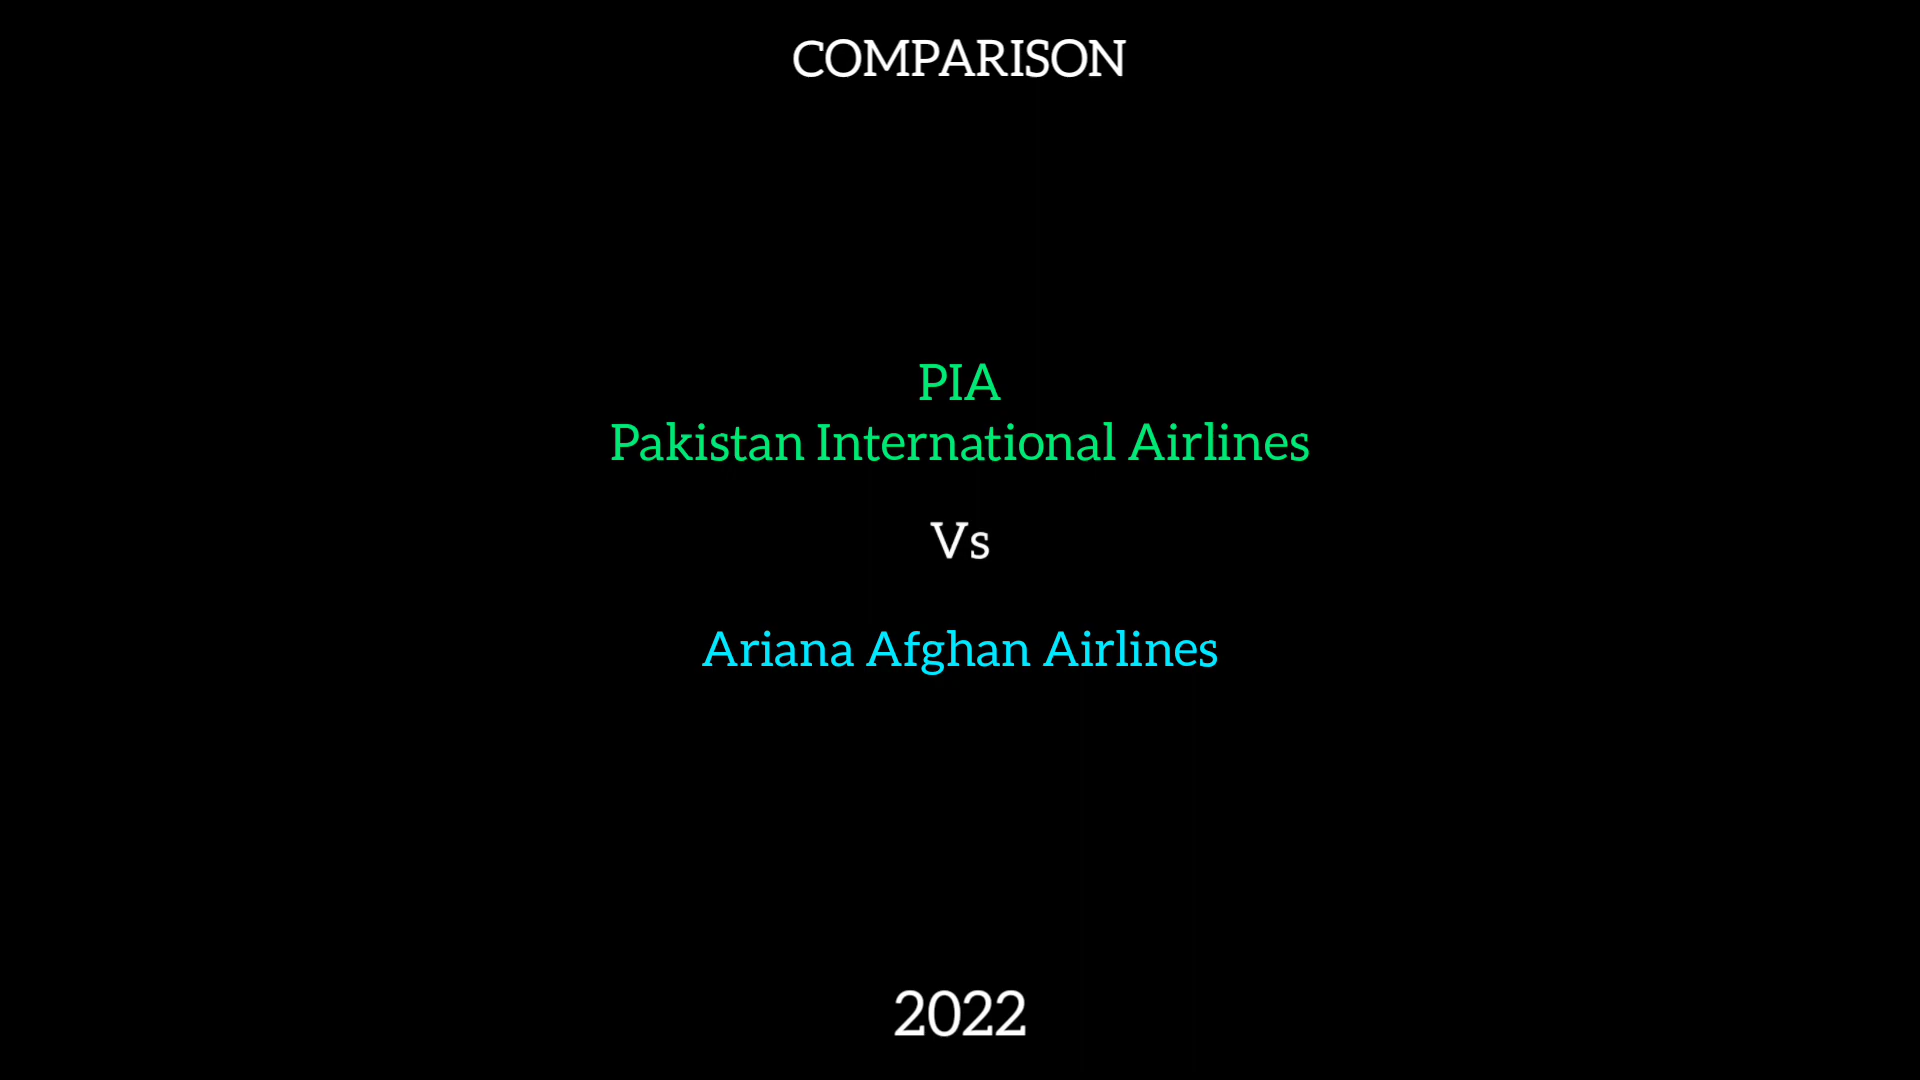 COMPARISON
PIA
Pakistan International Airlines
Vs
Ariana Afghan Airlines
2022